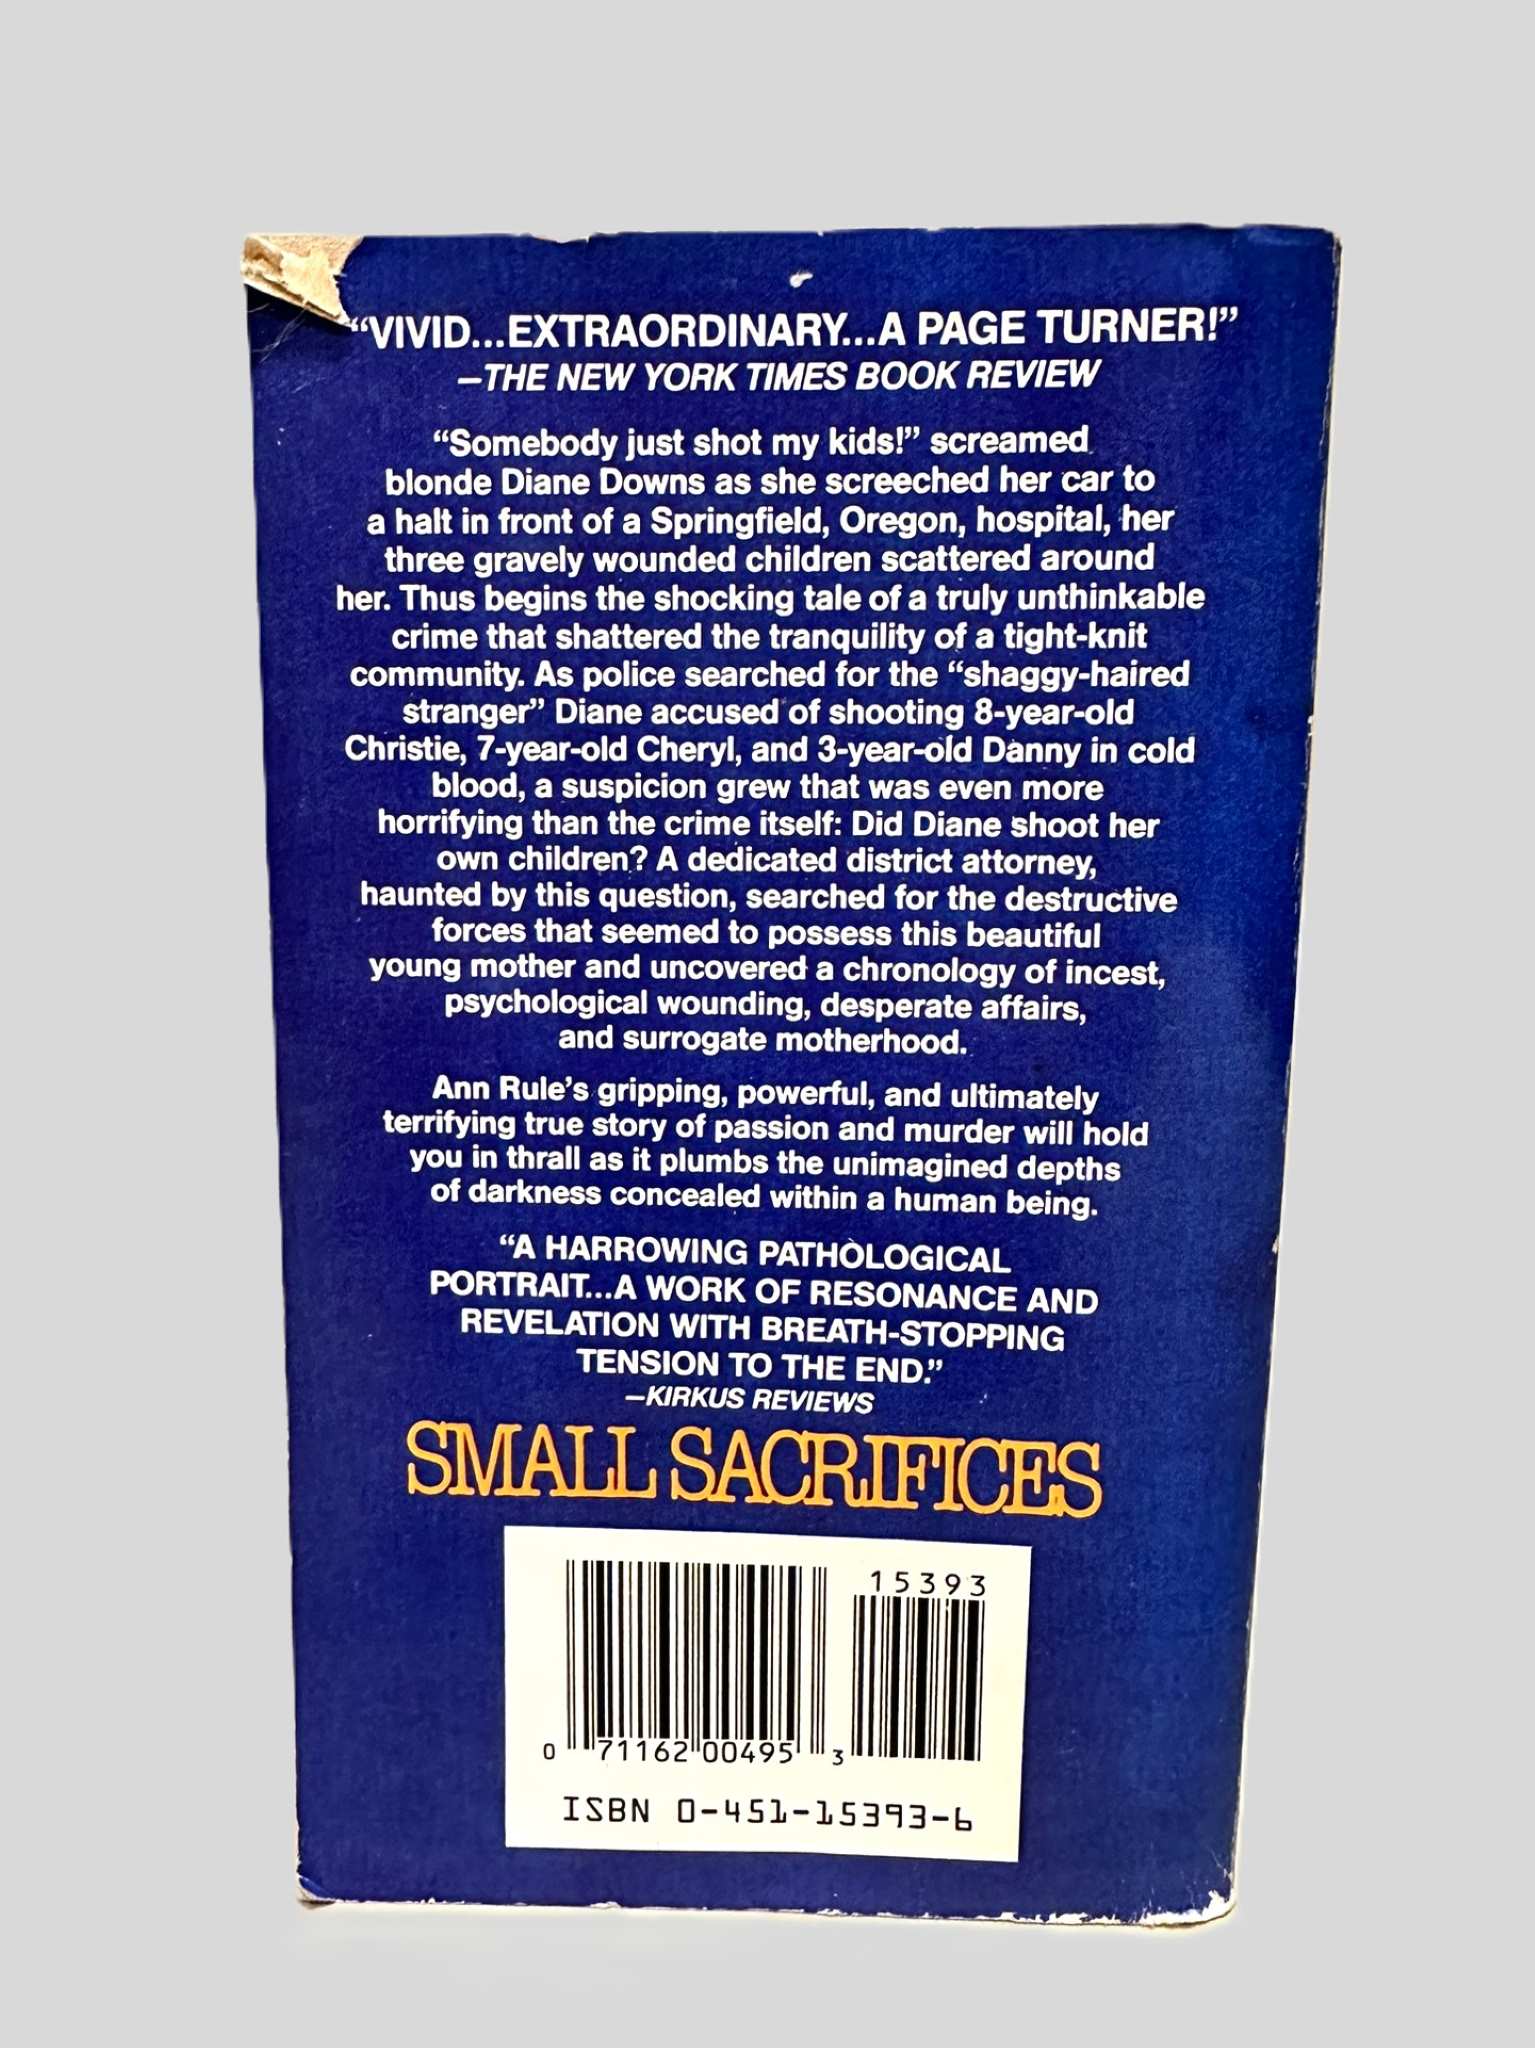 “VIVID...EXTRAORDINARY...A PAGE TURNER!”
—THE NEW YORK TIMES BOOK REVIEW
“Somebody just shot my kids!” screamed
blonde Diane Downs as she screeched her car to
a halt in front of a Springfield, Oregon, hospital, her
three gravely wounded children scattered around
her. Thus begins the shocking tale of a truly unthinkable
crime that shattered the tranquility of a tight-knit
community. As police searched for the “shaggy-haired
stranger” Diane accused of shooting 8-year-old
Christie, 7-year-old Cheryl, and 3-year-old Danny in cold
blood, a suspicion grew that was even more
horrifying than the crime itself: Did Diane shoot her
own children? A dedicated district attorney,
haunted by this question, searched for the destructive
forces that seemed to possess this beautiful
young mother and uncovered a chronology of incest,
psychological wounding, desperate affairs,
and surrogate motherhood.
Ann Rule’s gripping, powerful, and ultimately
terrifying true story of passion and murder will hold
you in thrall as it plumbs the unimagined depths
of darkness concealed within a human being.
“A HARROWING PATHOLOGICAL
PORTRAIT...A WORK OF RESONANCE AND
REVELATION WITH BREATH-STOPPING
TENSION TO THE END.”
—KIRKUS REVIEWS
SMALL SACRIFICES
15393
0 71162 00495 3
ISBN 0-451-15393-6